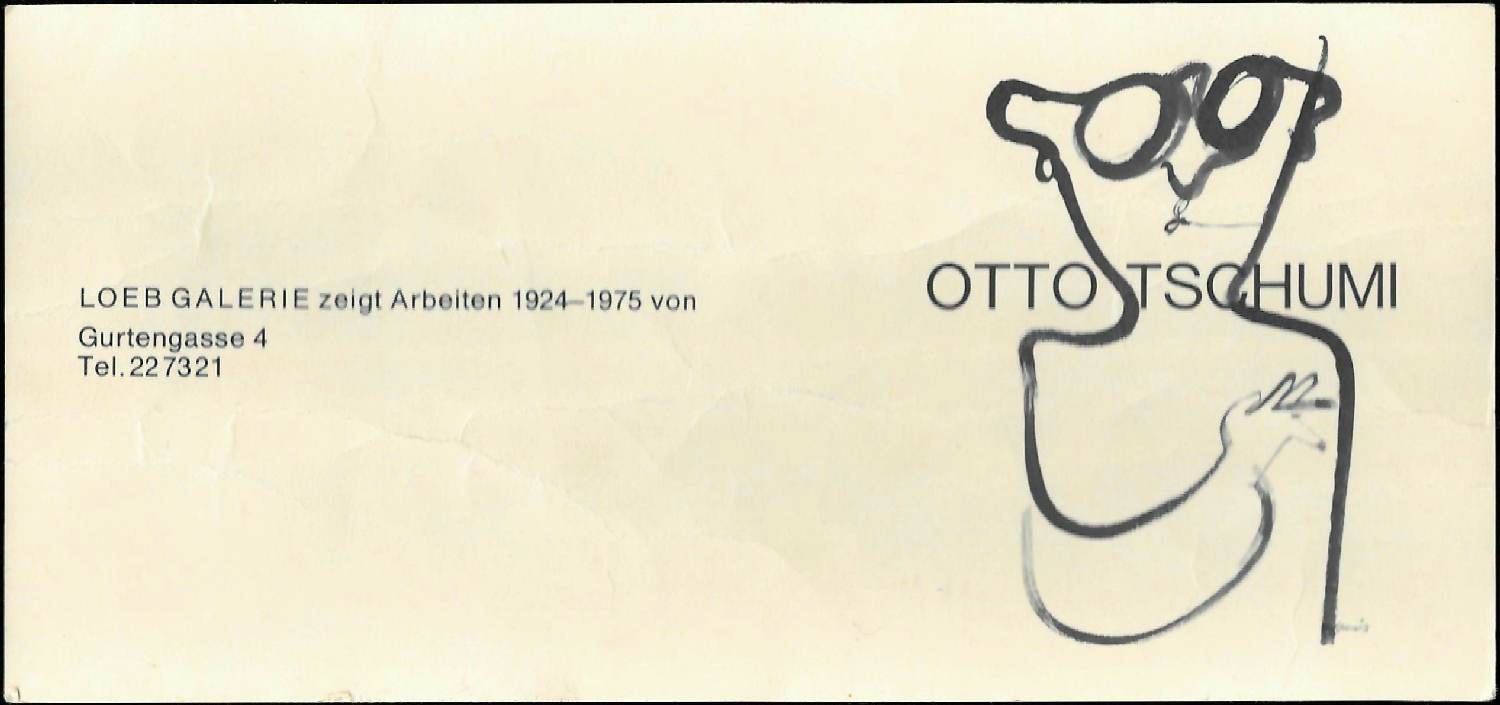 LOEB GALERIE zeigt Arbeiten 1924–1975 von
OTTO TSCHUMI
Gurtengasse 4
Tel. 227321